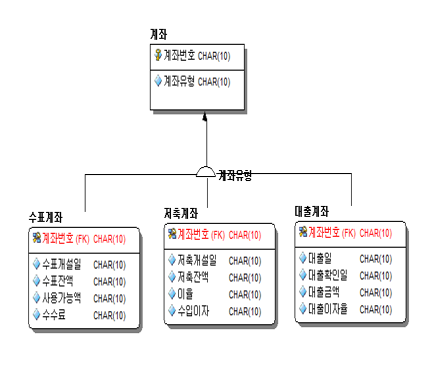 계좌
계좌번호 CHAR(10)
계좌유형 CHAR(10)
계좌유형
수표계좌
계좌번호 (FK) CHAR(10)
수표개설일 CHAR(10)
수표잔액 CHAR(10)
사용가능액 CHAR(10)
수수료 CHAR(10)
저축계좌
계좌번호 (FK) CHAR(10)
저축개설일 CHAR(10)
저축잔액 CHAR(10)
이율 CHAR(10)
수입이자 CHAR(10)
대출계좌
계좌번호 (FK) CHAR(10)
대출일 CHAR(10)
대출확인일 CHAR(10)
대출금액 CHAR(10)
대출이자율 CHAR(10)